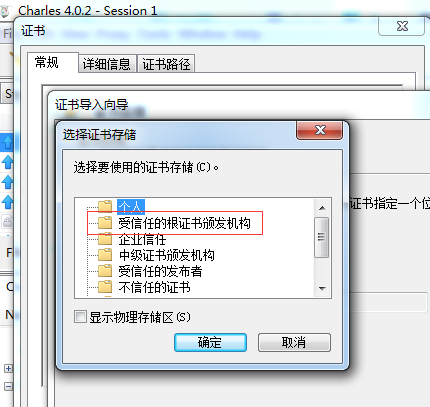 Charles 4.0.2 - Session 1
证书
常规
详细信息
证书路径
证书导入向导
选择证书存储
选择要使用的证书存储(C)。
个人
受信任的根证书颁发机构
证书指定一个位
企业信任
中级证书颁发机构
受信任的发布者
不信任的证书
显示物理存储区(S)
确定
取消